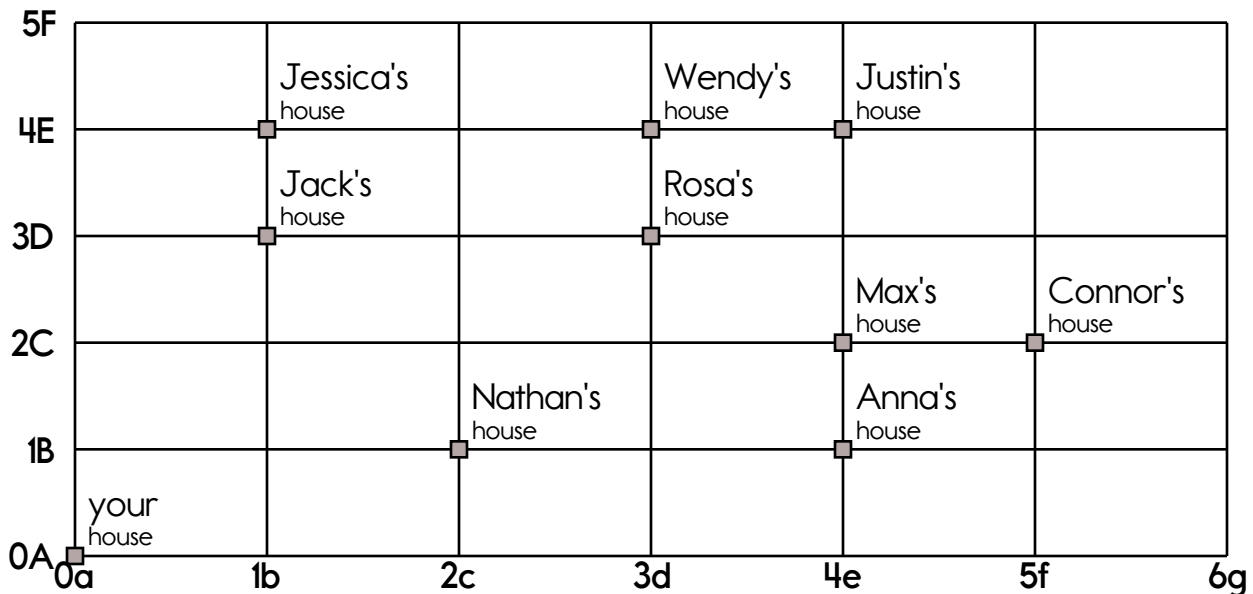 5F
Jessica's
house
Wendy's
house
Justin's
house
4E
Jack's
house
Rosa's
house
3D
Max's
house
Connor's
house
2C
Nathan's
house
Anna's
house
1B
your
house
0A
0a 1b 2c 3d 4e 5f 6g